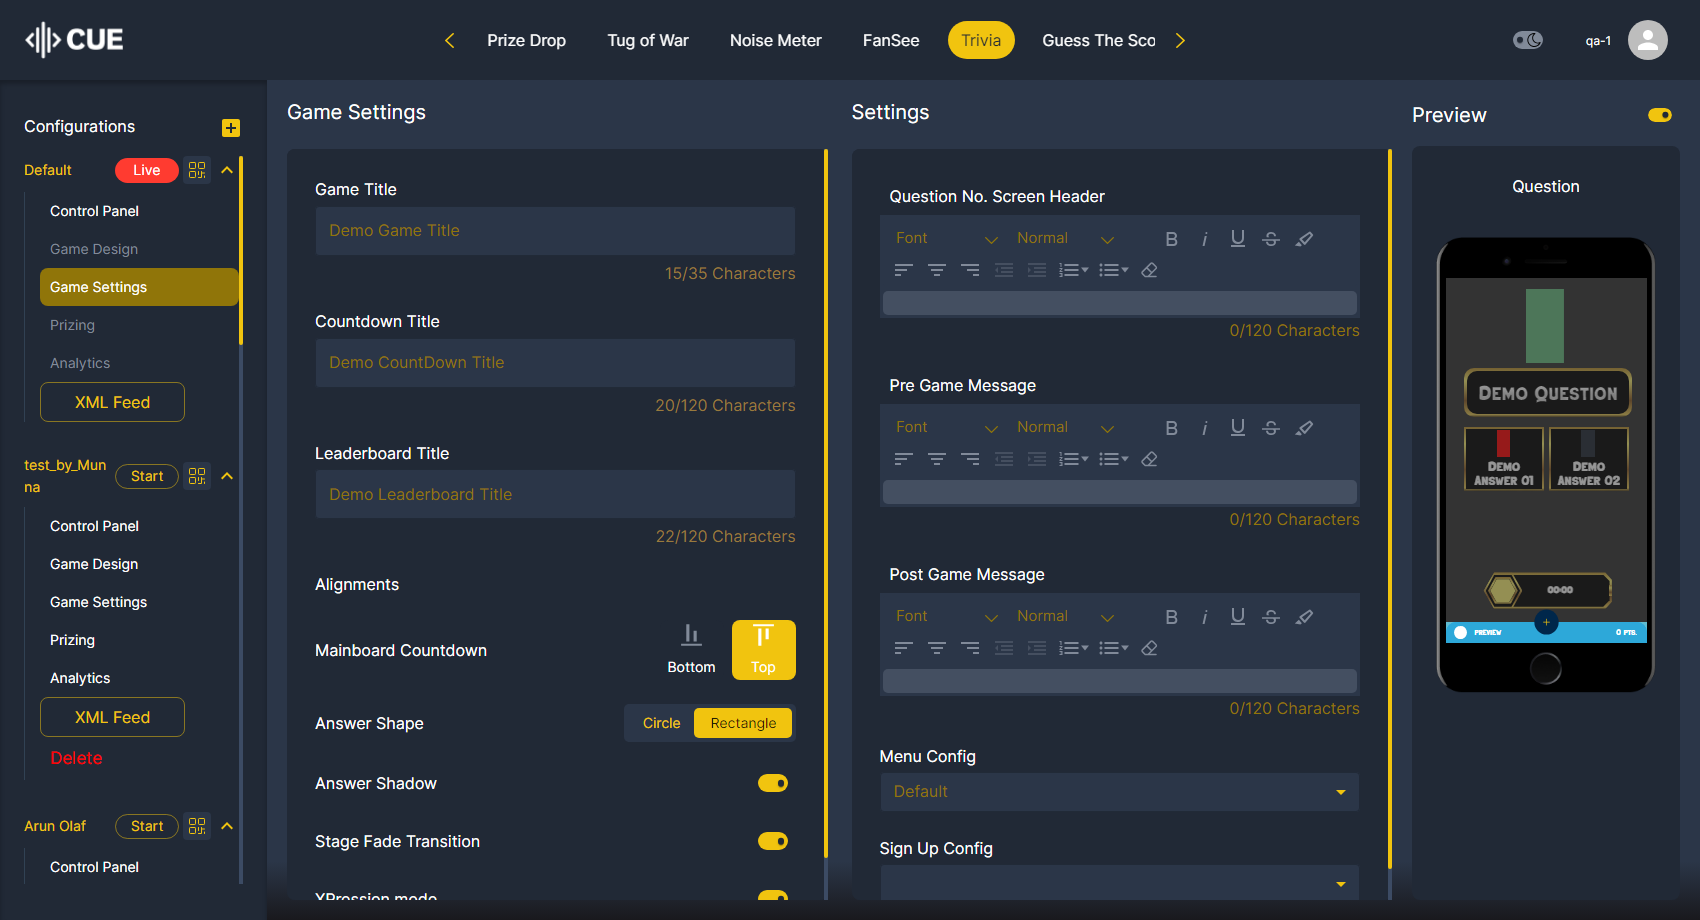 CUE
Prize Drop
Tug of War
Noise Meter
FanSee
Trivia
Guess The Sco
qa-1
Configurations
Default
Live
Control Panel
Game Design
Game Settings
Prizing
Analytics
XML Feed
test_by_Mun
na
Start
Control Panel
Game Design
Game Settings
Prizing
Analytics
XML Feed
Delete
Arun Olaf
Start
Control Panel
Game Settings
Game Title
Demo Game Title
15/35 Characters
Countdown Title
Demo CountDown Title
20/120 Characters
Leaderboard Title
Demo Leaderboard Title
22/120 Characters
Alignments
Mainboard Countdown
Bottom
Top
Answer Shape
Circle
Rectangle
Answer Shadow
Stage Fade Transition
XPression mode
Settings
Question No. Screen Header
Font
Normal
B i U S
0/120 Characters
Pre Game Message
Font
Normal
B i U S
0/120 Characters
Post Game Message
Font
Normal
B i U S
0/120 Characters
Menu Config
Default
Sign Up Config
Preview
Question
Demo Question
Demo
Answer 01
Demo
Answer 02
00:00
PREVIEW
0 PTS.